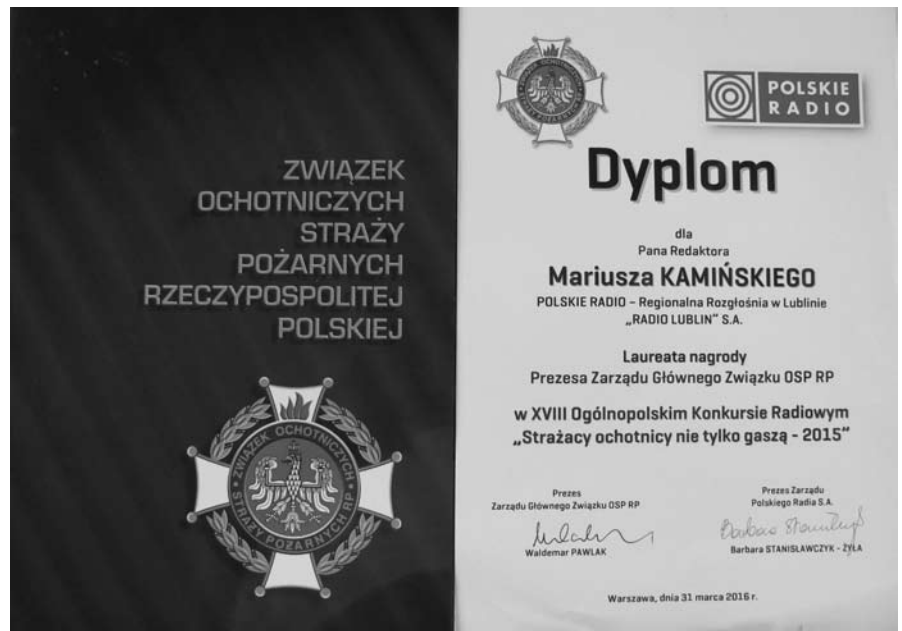 ZWIĄZEK
OCHOTNICZYCH
STRAŻY
POŻARNYCH
RZECZYPOSPOLITEJ
POLSKIEJ
ZWIĄZEK OCHOTNICZYCH
STRAŻY POŻARNYCH RP
POLSKIE
RADIO
Dyplom
dla
Pana Redaktora
Mariusza KAMIŃSKIEGO
POLSKIE RADIO – Regionalna Rozgłośnia w Lublinie
„RADIO LUBLIN” S.A.
Laureata nagrody
Prezesa Zarządu Głównego Związku OSP RP
w XVIII Ogólnopolskim Konkursie Radiowym
„Strażacy ochotnicy nie tylko gaszą - 2015”
Prezes
Zarządu Głównego Związku OSP RP
Waldemar PAWLAK
Prezes Zarządu
Polskiego Radia S.A.
Barbara STANISŁAWCZYK - ŻYŁA
Warszawa, dnia 31 marca 2016 r.